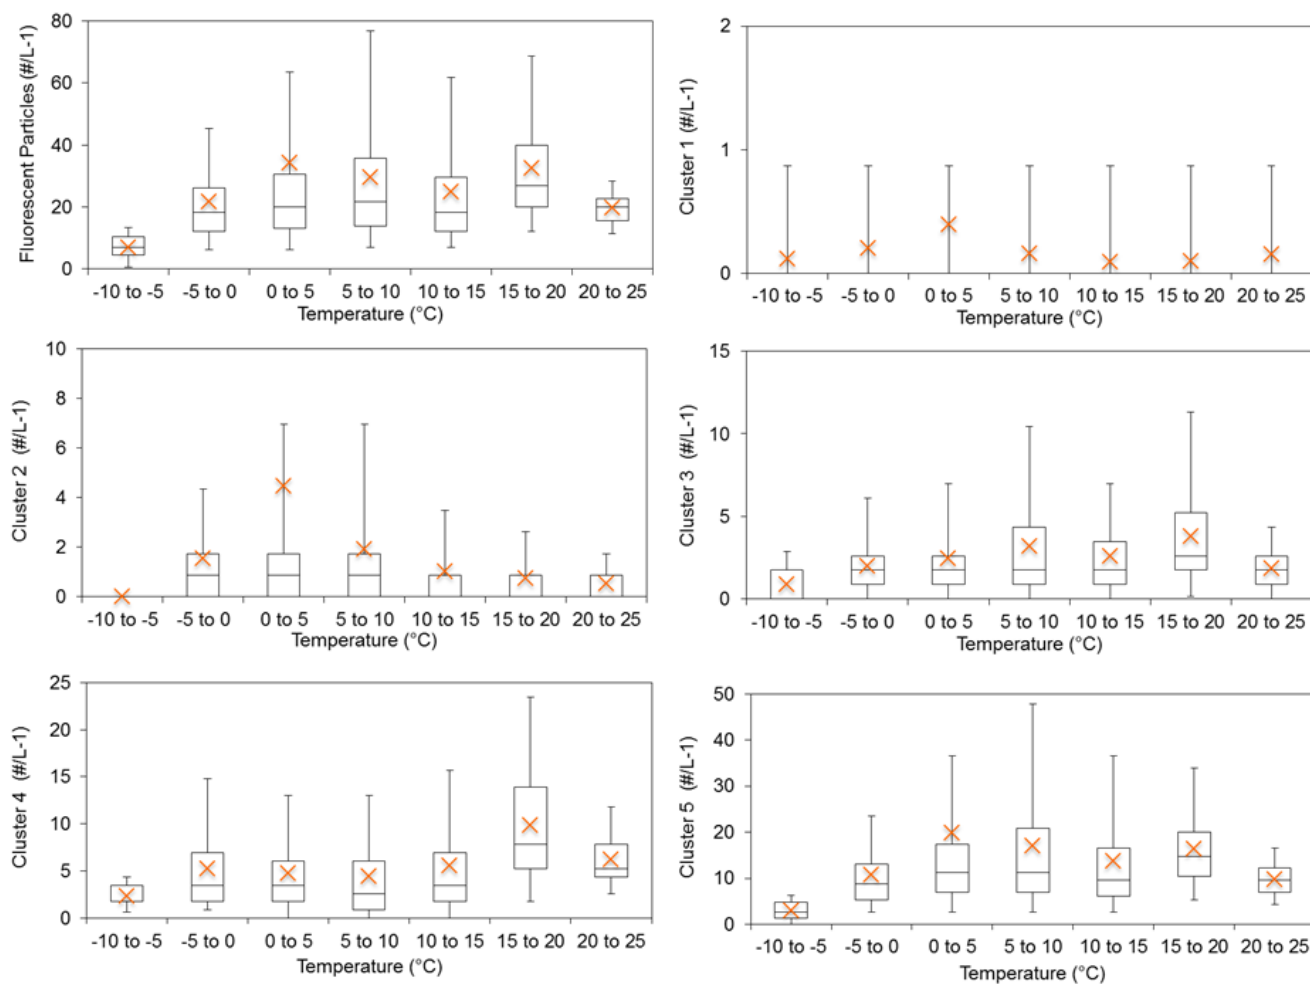 Fluorescent Particles (#/L-1)
80
60
40
20
0
-10 to -5 -5 to 0 0 to 5 5 to 10 10 to 15 15 to 20 20 to 25
Temperature (°C)
Cluster 1 (#/L-1)
2
1
0
-10 to -5 -5 to 0 0 to 5 5 to 10 10 to 15 15 to 20 20 to 25
Temperature (°C)
Cluster 2 (#/L-1)
10
8
6
4
2
0
-10 to -5 -5 to 0 0 to 5 5 to 10 10 to 15 15 to 20 20 to 25
Temperature (°C)
Cluster 3 (#/L-1)
15
10
5
0
-10 to -5 -5 to 0 0 to 5 5 to 10 10 to 15 15 to 20 20 to 25
Temperature (°C)
Cluster 4 (#/L-1)
25
20
15
10
5
0
-10 to -5 -5 to 0 0 to 5 5 to 10 10 to 15 15 to 20 20 to 25
Temperature (°C)
Cluster 5 (#/L-1)
50
40
30
20
10
0
-10 to -5 -5 to 0 0 to 5 5 to 10 10 to 15 15 to 20 20 to 25
Temperature (°C)